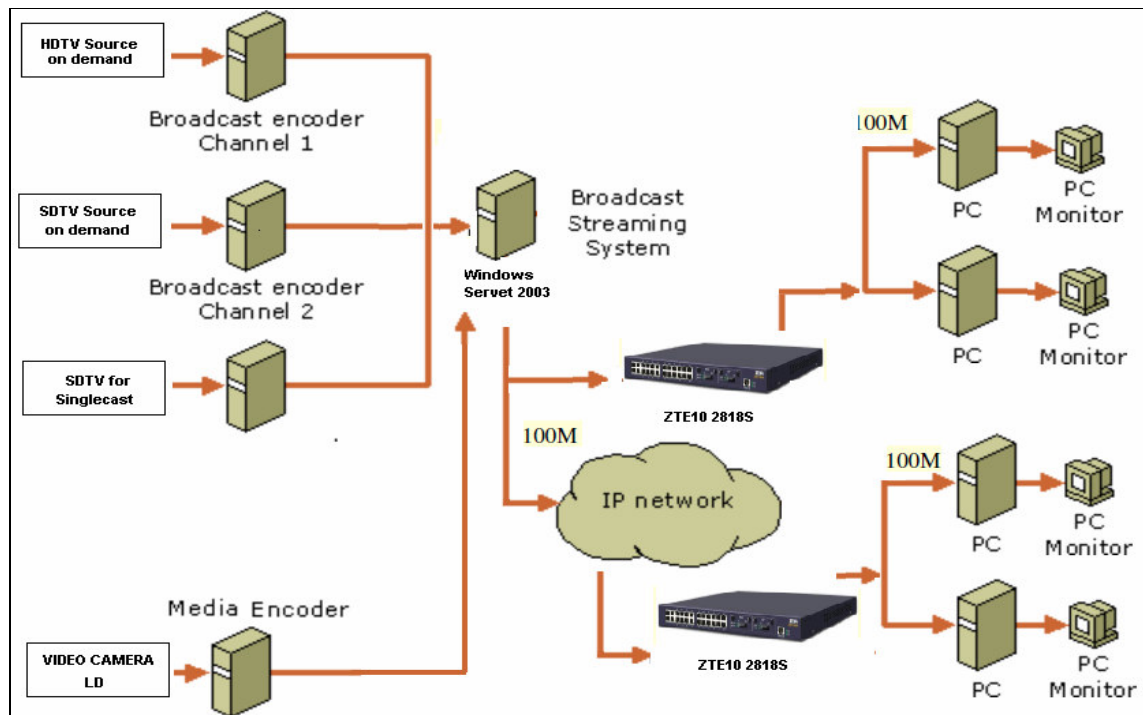 HDTV Source
on demand
Broadcast encoder
Channel 1
SDTV Source
on demand
Broadcast encoder
Channel 2
SDTV for
Singlecast
Media Encoder
VIDEO CAMERA
LD
Broadcast
Streaming
System
Windows
Servet 2003
100M
IP network
ZTE10 2818S
ZTE10 2818S
100M
PC
PC
Monitor
PC
PC
Monitor
100M
PC
PC
Monitor
PC
PC
Monitor